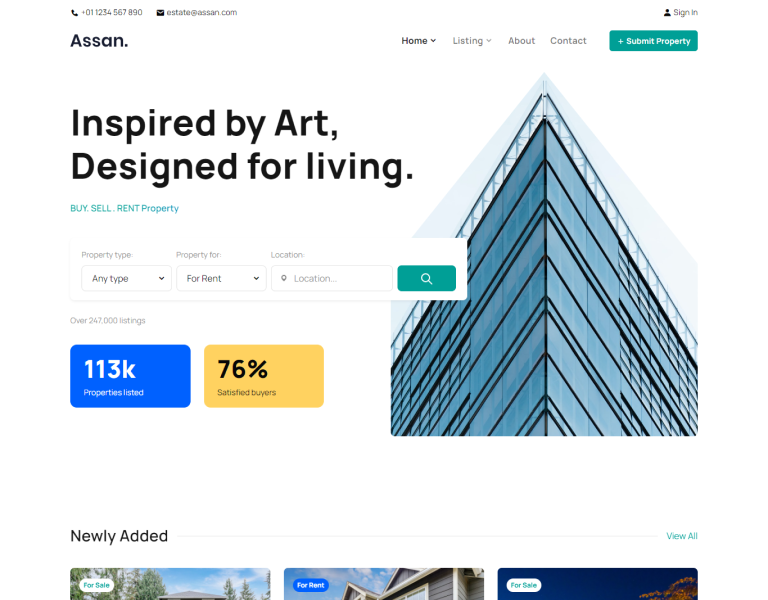 +01 1234 567 890 estate@assan.com Sign In
Assan. Home Listing About Contact + Submit Property
Inspired by Art,
Designed for living.
BUY. SELL . RENT Property
Property type: Property for: Location:
Any type For Rent Location...
Over 247,000 listings
113k 76%
Properties listed Satisfied buyers
Newly Added View All
For Sale For Rent For Sale